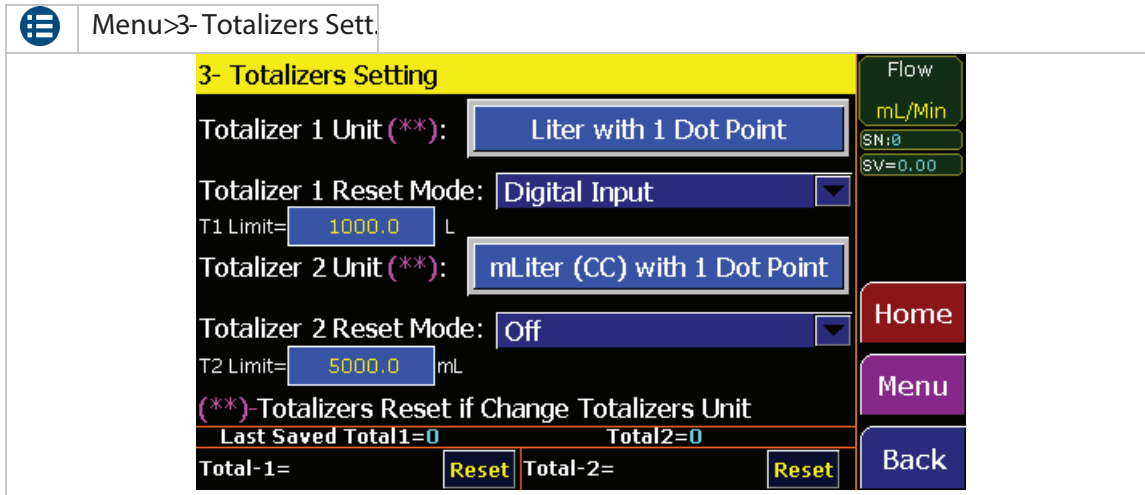 Menu>3- Totalizers Sett.
3- Totalizers Setting
Flow
mL/Min
SN:0
SV=0.00
Totalizer 1 Unit (**): Liter with 1 Dot Point
Totalizer 1 Reset Mode: Digital Input
T1 Limit= 1000.0 L
Totalizer 2 Unit (**): mLiter (CC) with 1 Dot Point
Totalizer 2 Reset Mode: Off
T2 Limit= 5000.0 mL
(**)-Totalizers Reset if Change Totalizers Unit
Last Saved Total1=0 Total2=0
Total-1= Reset Total-2= Reset
Home
Menu
Back